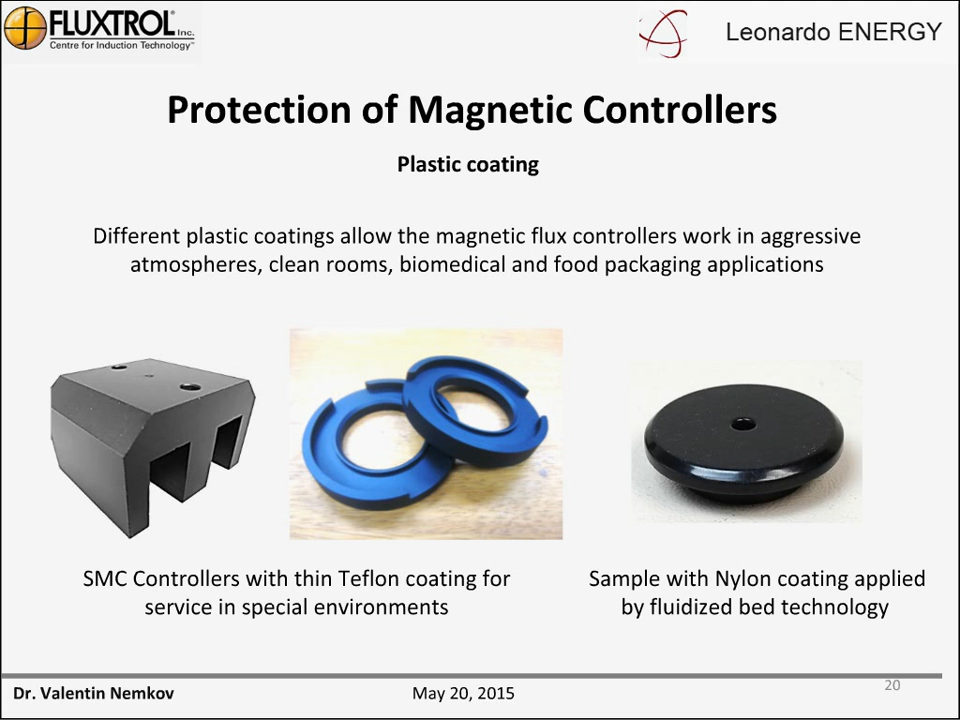 FLUXTROL® Inc.
Centre for Induction Technology™
Leonardo ENERGY
Protection of Magnetic Controllers
Plastic coating
Different plastic coatings allow the magnetic flux controllers work in aggressive
atmospheres, clean rooms, biomedical and food packaging applications
SMC Controllers with thin Teflon coating for
service in special environments
Sample with Nylon coating applied
by fluidized bed technology
Dr. Valentin Nemkov
May 20, 2015
20